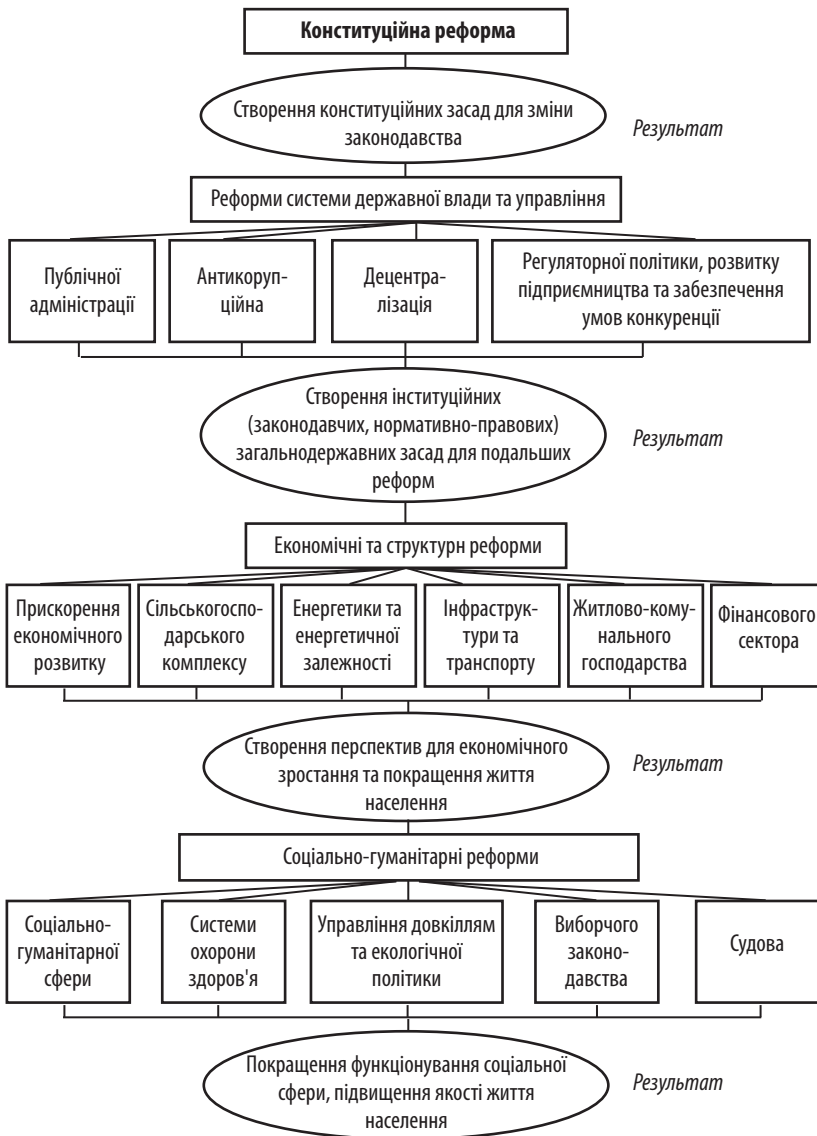 Конституційна реформа
Створення конституційних засад для зміни
законодавства
Результат
Реформи системи державної влади та управління
Публічної
адміністрації
Антикоруп-
ційна
Децентра-
лізація
Регуляторної політики, розвитку
підприємництва та забезпечення
умов конкуренції
Створення інституційних
(законодавчих, нормативно-правових)
загальнодержавних засад для подальших
реформ
Результат
Економічні та структурн реформи
Прискорення
економічного
розвитку
Сільськогоспо-
дарського
комплексу
Енергетики та
енергетичної
залежності
Інфраструк-
тури та
транспорту
Житлово-кому-
нального
господарства
Фінансового
сектора
Створення перспектив для економічного
зростання та покращення життя
населення
Результат
Соціально-гуманітарні реформи
Соціально-
гуманітарної
сфери
Системи
охорони
здоров'я
Управління довкіллям
та екологічної
політики
Виборчого
законо-
давства
Судова
Покращення функціонування соціальної
сфери, підвищення якості життя
населення
Результат